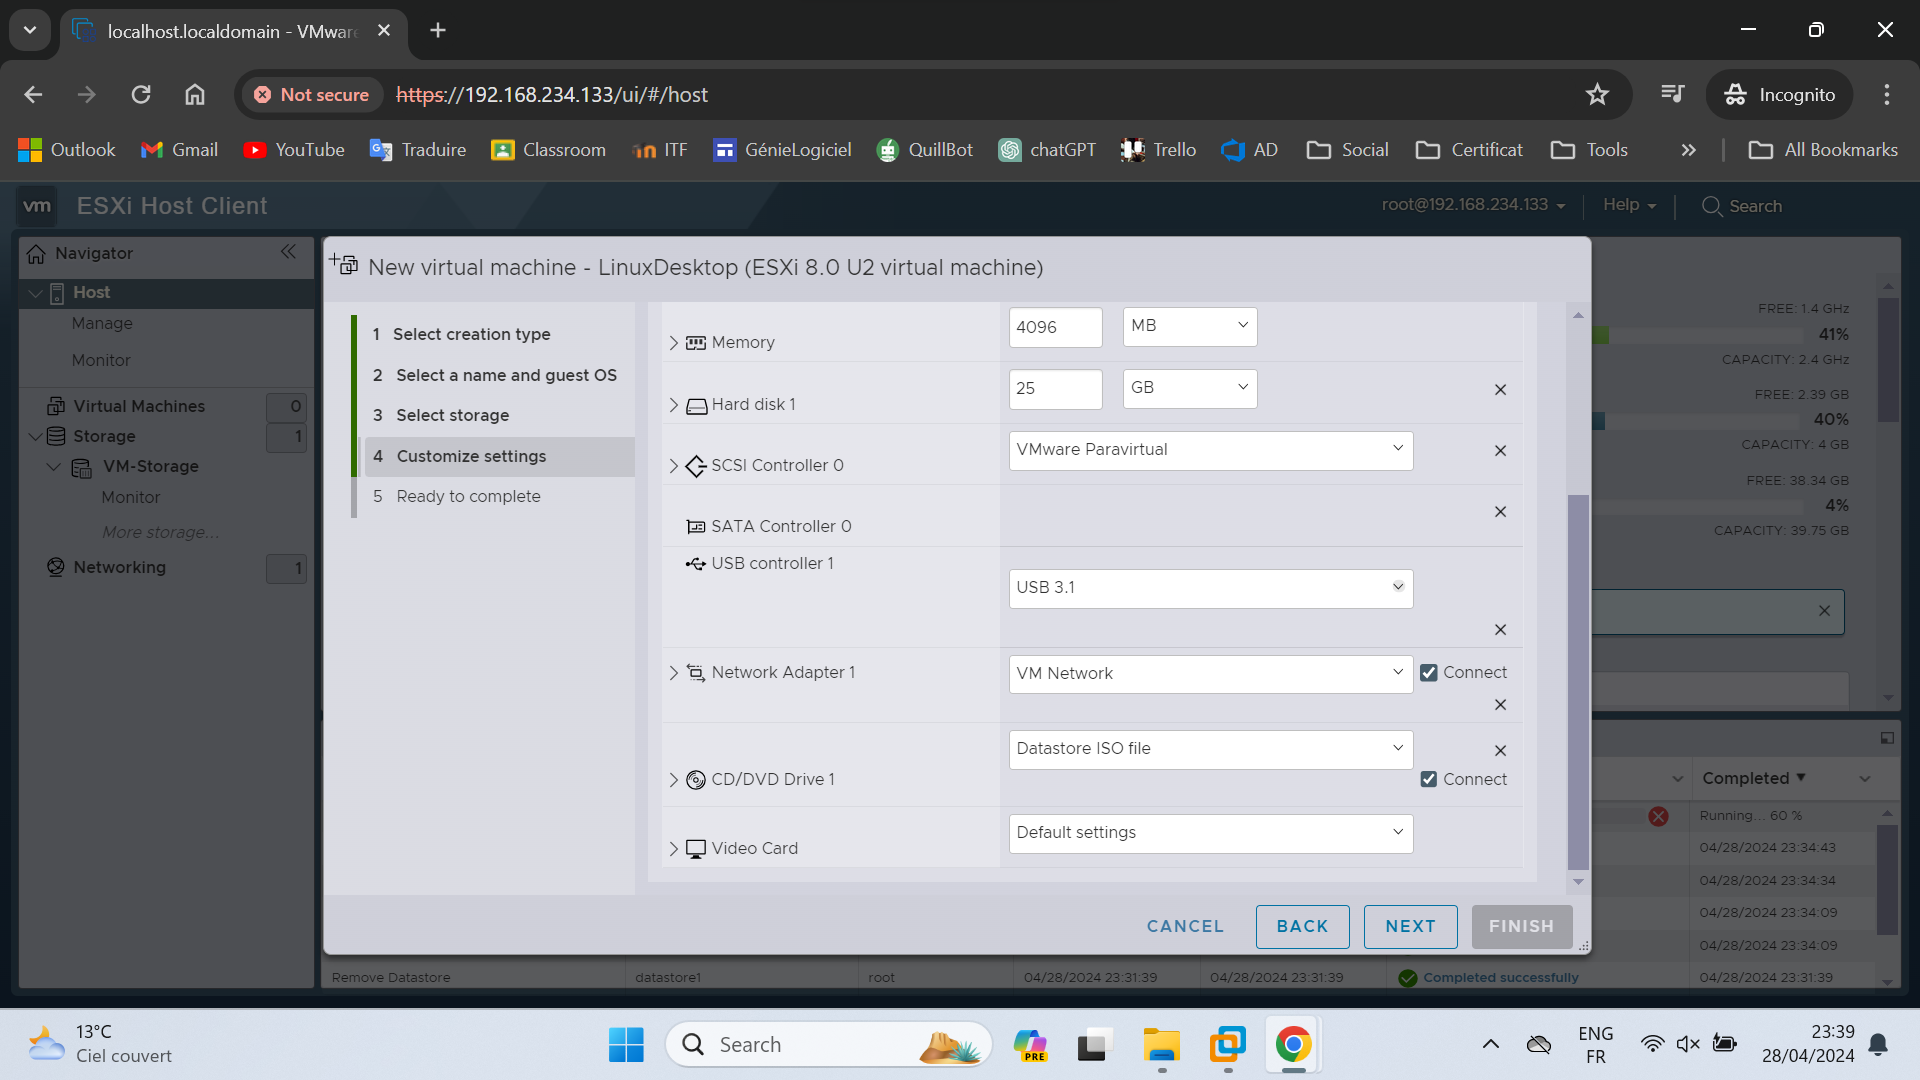 localhost.localdomain - VMware
Not secure
https://192.168.234.133/ui/#/host
Incognito
Outlook
Gmail
YouTube
Traduire
Classroom
ITF
GénieLogiciel
QuillBot
chatGPT
Trello
AD
Social
Certificat
Tools
All Bookmarks
vm
ESXi Host Client
root@192.168.234.133
Help
Search
Navigator
Host
Manage
Monitor
Virtual Machines 0
Storage 1
VM-Storage
Monitor
More storage...
Networking 1
New virtual machine - LinuxDesktop (ESXi 8.0 U2 virtual machine)
1 Select creation type
2 Select a name and guest OS
3 Select storage
4 Customize settings
5 Ready to complete
Memory
4096
MB
Hard disk 1
25
GB
SCSI Controller 0
VMware Paravirtual
SATA Controller 0
USB controller 1
USB 3.1
Network Adapter 1
VM Network
Connect
CD/DVD Drive 1
Datastore ISO file
Connect
Video Card
Default settings
CANCEL
BACK
NEXT
FINISH
FREE: 1.4 GHz
41%
CAPACITY: 2.4 GHz
FREE: 2.39 GB
40%
CAPACITY: 4 GB
FREE: 38.34 GB
4%
CAPACITY: 39.75 GB
Completed ▼
Running... 60 %
04/28/2024 23:34:43
04/28/2024 23:34:34
04/28/2024 23:34:09
04/28/2024 23:34:09
Remove Datastore
datastore1
root
04/28/2024 23:31:39
04/28/2024 23:31:39
Completed successfully
04/28/2024 23:31:39
13°C
Ciel couvert
Search
PRE
ENG
FR
23:39
28/04/2024